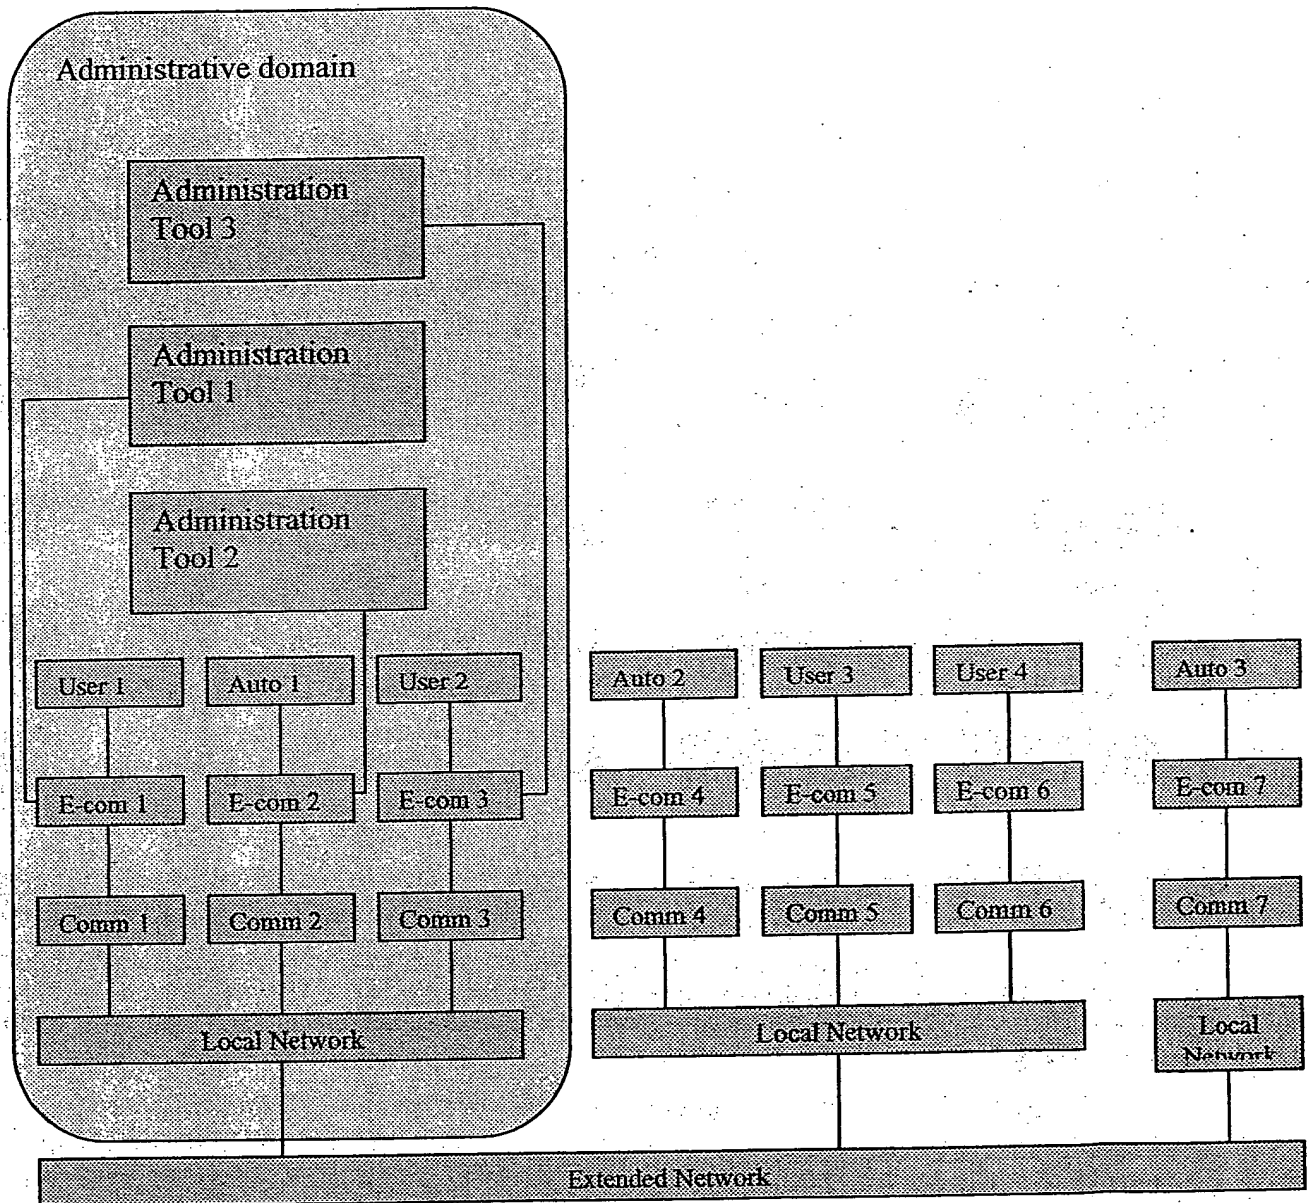 Administrative domain
Administration
Tool 3
Administration
Tool 1
Administration
Tool 2
User 1
Auto 1
User 2
Auto 2
User 3
User 4
Auto 3
E-com 1
E-com 2
E-com 3
E-com 4
E-com 5
E-com 6
E-com 7
Comm 1
Comm 2
Comm 3
Comm 4
Comm 5
Comm 6
Comm 7
Local Network
Local Network
Local
Network
Extended Network